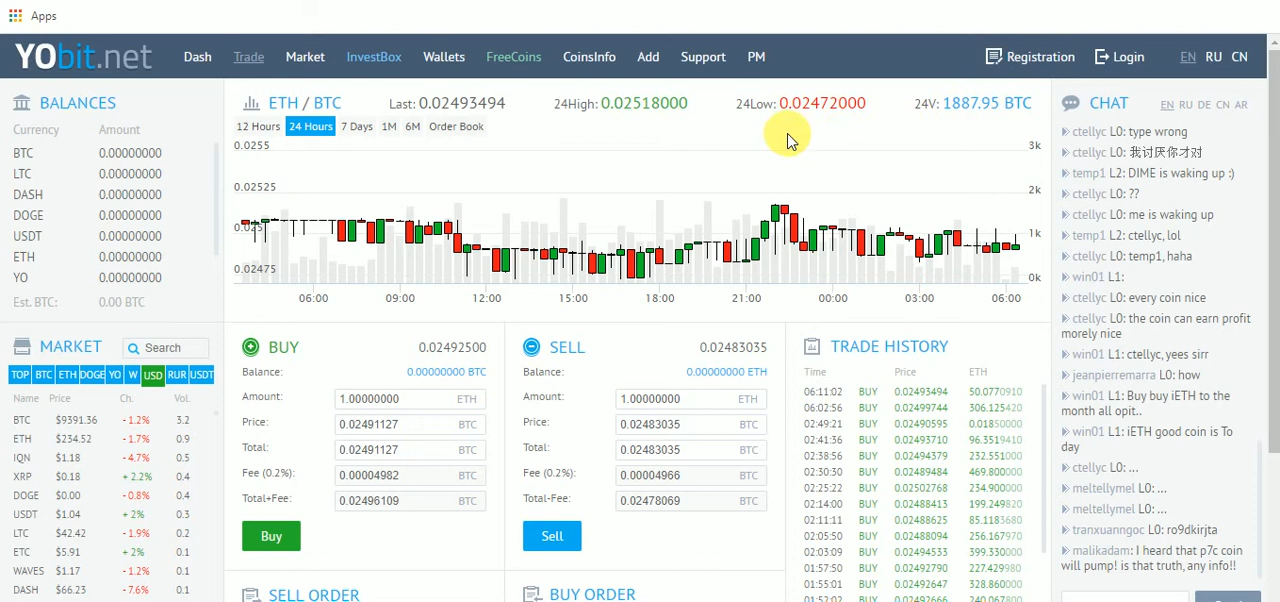 Apps
YObit.net Dash Trade Market InvestBox Wallets FreeCoins CoinsInfo Add Support PM Registration Login EN RU CN
BALANCES
Currency Amount
BTC 0.00000000
LTC 0.00000000
DASH 0.00000000
DOGE 0.00000000
USDT 0.00000000
ETH 0.00000000
YO 0.00000000
Est. BTC: 0.00 BTC
MARKET Search
TOP BTC ETH DOGE YO W USD RUR USDT
Name Price Ch. Vol.
BTC $9391.36 - 1.2% 3.2
ETH $234.52 - 1.7% 0.9
IQN $1.18 - 4.7% 0.5
XRP $0.18 + 2.2% 0.4
DOGE $0.00 - 0.8% 0.4
USDT $1.04 + 2% 0.3
LTC $42.42 - 1.9% 0.2
ETC $5.91 + 2% 0.1
WAVES $1.17 - 1.2% 0.1
DASH $66.23 - 7.6% 0.1
ETH / BTC Last: 0.02493494 24High: 0.02518000 24Low: 0.02472000 24V: 1887.95 BTC
12 Hours 24 Hours 7 Days 1M 6M Order Book
0.0255 3k
0.02525 2k
0.025 1k
0.02475 0k
06:00 09:00 12:00 15:00 18:00 21:00 00:00 03:00 06:00
BUY 0.02492500
Balance: 0.00000000 BTC
Amount: 1.00000000 ETH
Price: 0.02491127 BTC
Total: 0.02491127 BTC
Fee (0.2%): 0.00004982 BTC
Total+Fee: 0.02496109 BTC
Buy
SELL ORDER
SELL 0.02483035
Balance: 0.00000000 ETH
Amount: 1.00000000 ETH
Price: 0.02483035 BTC
Total: 0.02483035 BTC
Fee (0.2%): 0.00004966 BTC
Total-Fee: 0.02478069 BTC
Sell
BUY ORDER
TRADE HISTORY
Time Price ETH
06:11:02 BUY 0.02493494 50.0770910
06:02:56 BUY 0.02499744 306.125420
02:49:21 BUY 0.02490595 0.01850000
02:41:36 BUY 0.02493710 96.3519410
02:38:56 BUY 0.02494379 232.551000
02:30:30 BUY 0.02489284 469.800000
02:25:22 BUY 0.02502768 234.900000
02:14:00 BUY 0.02488414 199.249820
02:11:11 BUY 0.02488625 85.1183680
02:05:50 BUY 0.02488094 256.167970
02:03:09 BUY 0.02494533 399.330000
01:57:50 BUY 0.02492790 227.429980
01:55:01 BUY 0.02492647 328.860000
01:52:02 BUY 0.02492816 240.067800
CHAT EN RU DE CN AR
ctellyc L0: type wrong
ctellyc L0: 我讨厌你才对
temp1 L2: DIME is waking up :)
ctellyc L0: ??
ctellyc L0: me is waking up
temp1 L2: ctellyc, lol
ctellyc L0: temp1, haha
win01 L1:
ctellyc L0: every coin nice
ctellyc L0: the coin can earn profit
morely nice
win01 L1: ctellyc, yees sirr
jeanpierremarra L0: how
win01 L1: Buy buy iETH to the
month all opit..
win01 L1: iETH good coin is To
day
ctellyc L0: ...
meltellymel L0: ...
meltellymel L0: ...
tranxuanngoc L0: ro9dkirjta
malikadam: I heard that p7c coin
will pump! is that truth, any info!!